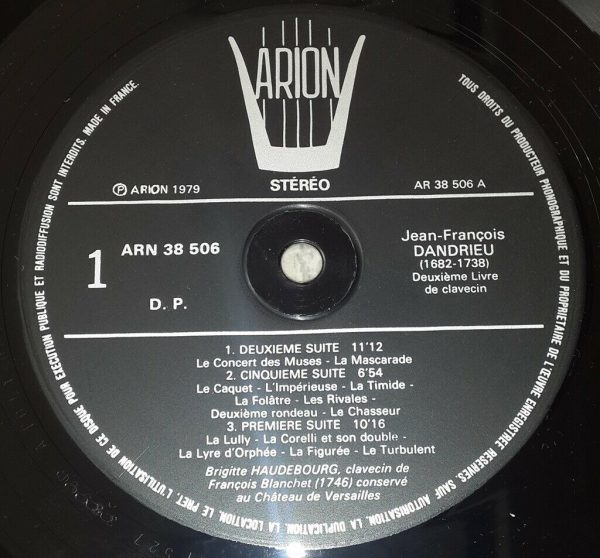 ARION
℗ ARION 1979
STÉRÉO
AR 38 506 A
1
ARN 38 506
D. P.
Jean-François
DANDRIEU
(1682-1738)
Deuxième Livre
de clavecin
1. DEUXIEME SUITE 11'12
Le Concert des Muses - La Mascarade
2. CINQUIEME SUITE 6'54
Le Caquet - L'Impérieuse - La Timide -
La Folâtre - Les Rivales -
Deuxième rondeau - Le Chasseur
3. PREMIERE SUITE 10'16
La Lully - La Corelli et son double -
La Lyre d'Orphée - La Figurée - Le Turbulent
Brigitte HAUDEBOURG, clavecin de
François Blanchet (1746) conservé
au Château de Versailles
TOUS DROITS DU PRODUCTEUR PHONOGRAPHIQUE ET DU PROPRIETAIRE DE L'ŒUVRE ENREGISTREE RESERVES. SAUF AUTORISATION, LA DUPLICATION, LA LOCATION, LE PRET, L'UTILISATION DE CE DISQUE POUR EXECUTION PUBLIQUE ET RADIODIFFUSION SONT INTERDITS. MADE IN FRANCE.